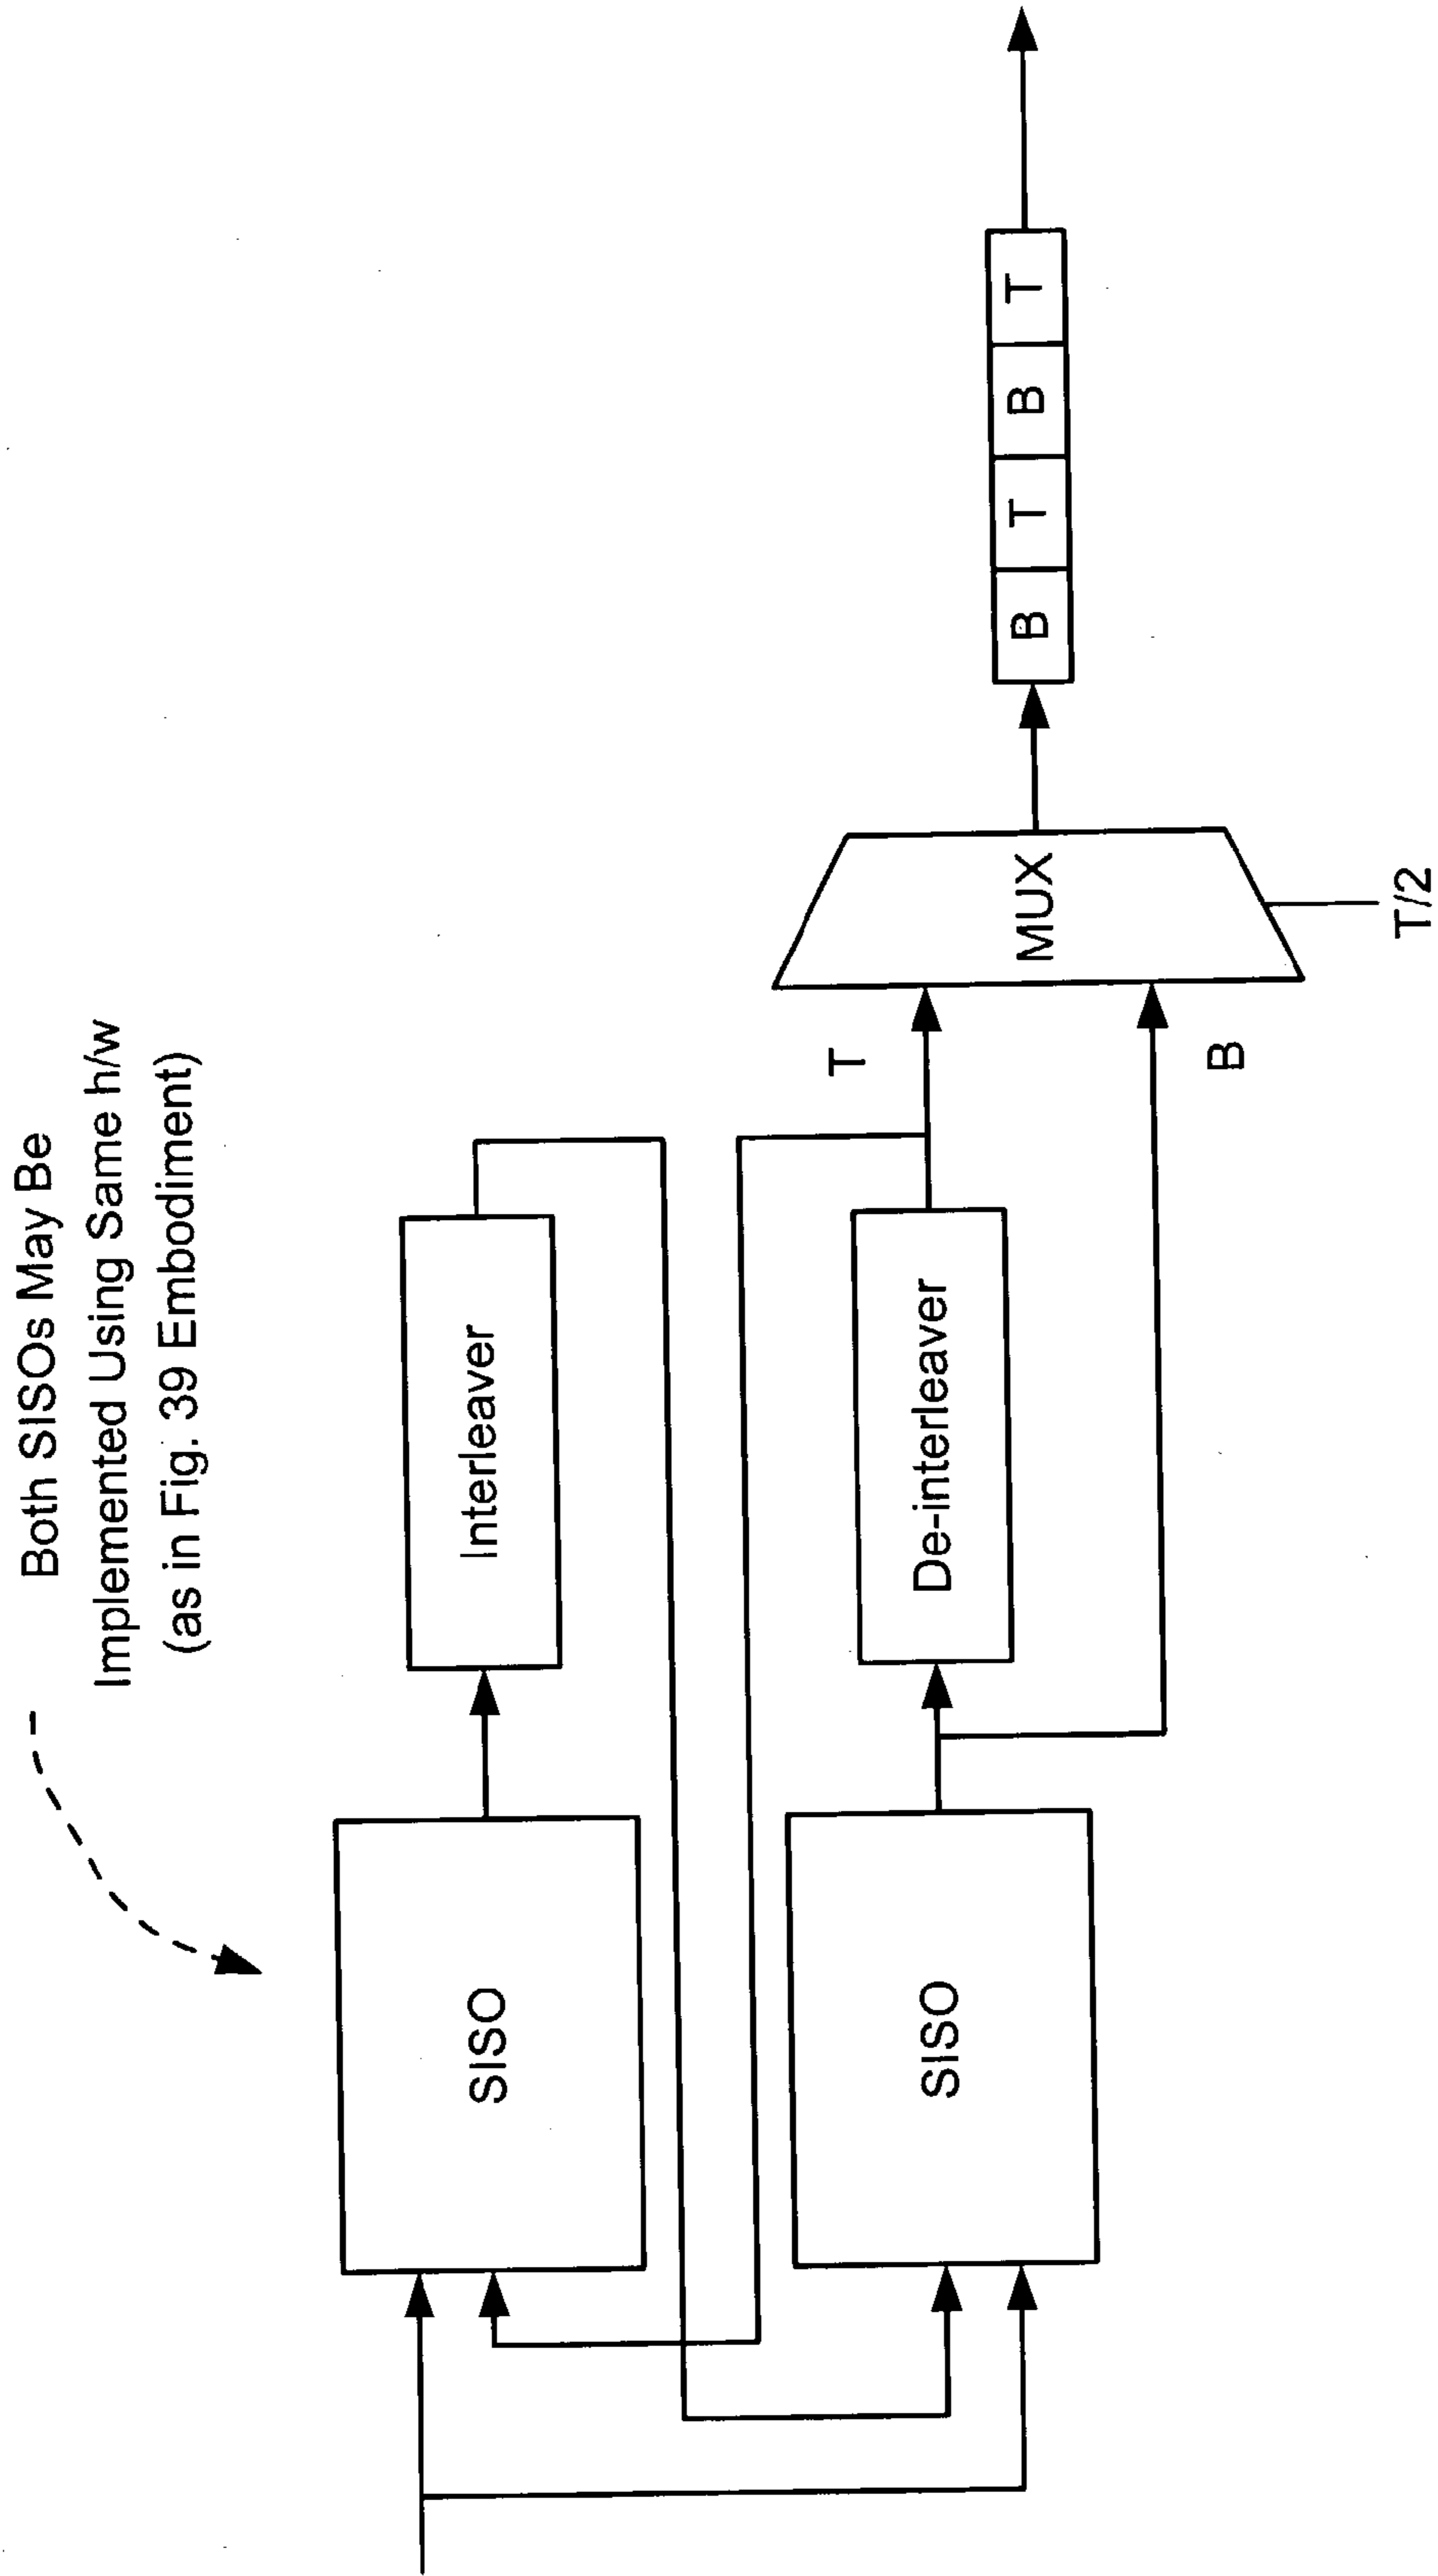 Both SISOs May Be
Implemented Using Same h/w
(as in Fig. 39 Embodiment)
SISO
Interleaver
SISO
De-interleaver
T
B
MUX
T/2
B T B T